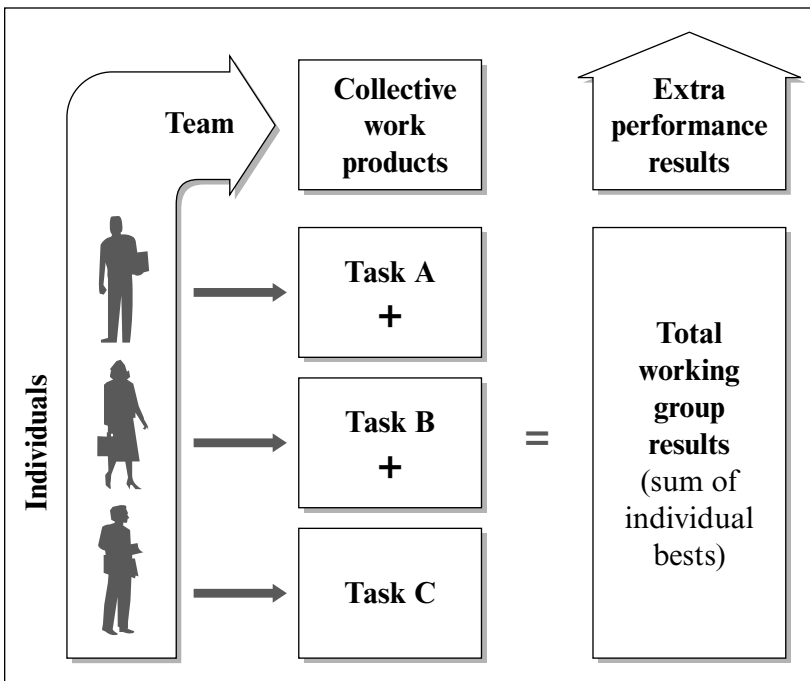 Team
Collective
work
products
Extra
performance
results
Individuals
Task A
+
Task B
+
Task C
=
Total
working
group
results
(sum of
individual
bests)